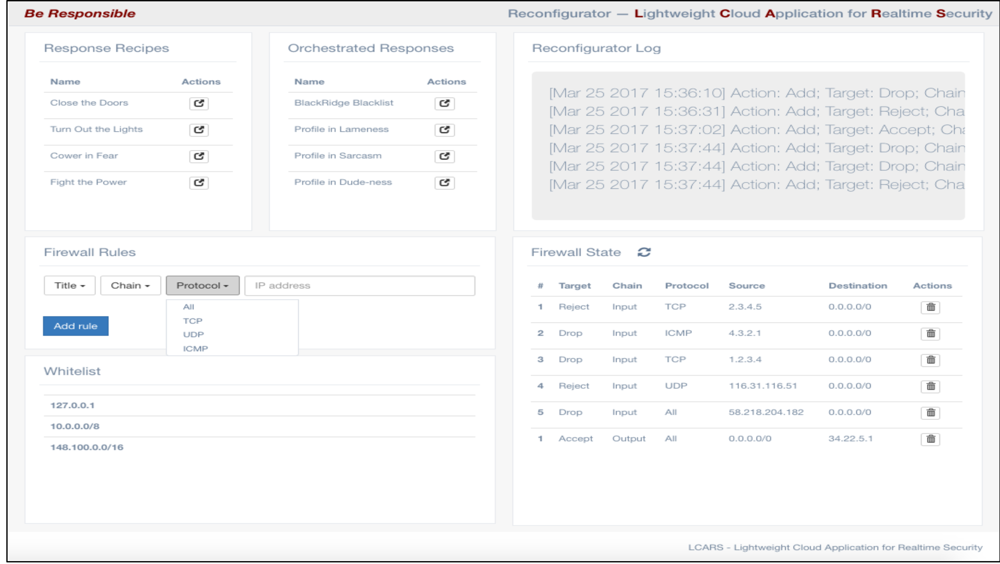 Be Responsible
Reconfigurator — Lightweight Cloud Application for Realtime Security
Response Recipes
Name Actions
Close the Doors
Turn Out the Lights
Cower in Fear
Fight the Power
Orchestrated Responses
Name Actions
BlackRidge Blacklist
Profile in Lameness
Profile in Sarcasm
Profile in Dude-ness
Reconfigurator Log
[Mar 25 2017 15:36:10] Action: Add; Target: Drop; Chain
[Mar 25 2017 15:36:31] Action: Add; Target: Reject; Cha
[Mar 25 2017 15:37:02] Action: Add; Target: Accept; Cha
[Mar 25 2017 15:37:44] Action: Add; Target: Drop; Chain
[Mar 25 2017 15:37:44] Action: Add; Target: Drop; Chain
[Mar 25 2017 15:37:44] Action: Add; Target: Reject; Cha
Firewall Rules
Title Chain Protocol IP address
All
TCP
UDP
ICMP
Add rule
Whitelist
127.0.0.1
10.0.0.0/8
148.100.0.0/16
Firewall State
# Target Chain Protocol Source Destination Actions
1 Reject Input TCP 2.3.4.5 0.0.0.0/0
2 Drop Input ICMP 4.3.2.1 0.0.0.0/0
3 Drop Input TCP 1.2.3.4 0.0.0.0/0
4 Reject Input UDP 116.31.116.51 0.0.0.0/0
5 Drop Input All 58.218.204.182 0.0.0.0/0
1 Accept Output All 0.0.0.0/0 34.22.5.1
LCARS - Lightweight Cloud Application for Realtime Security